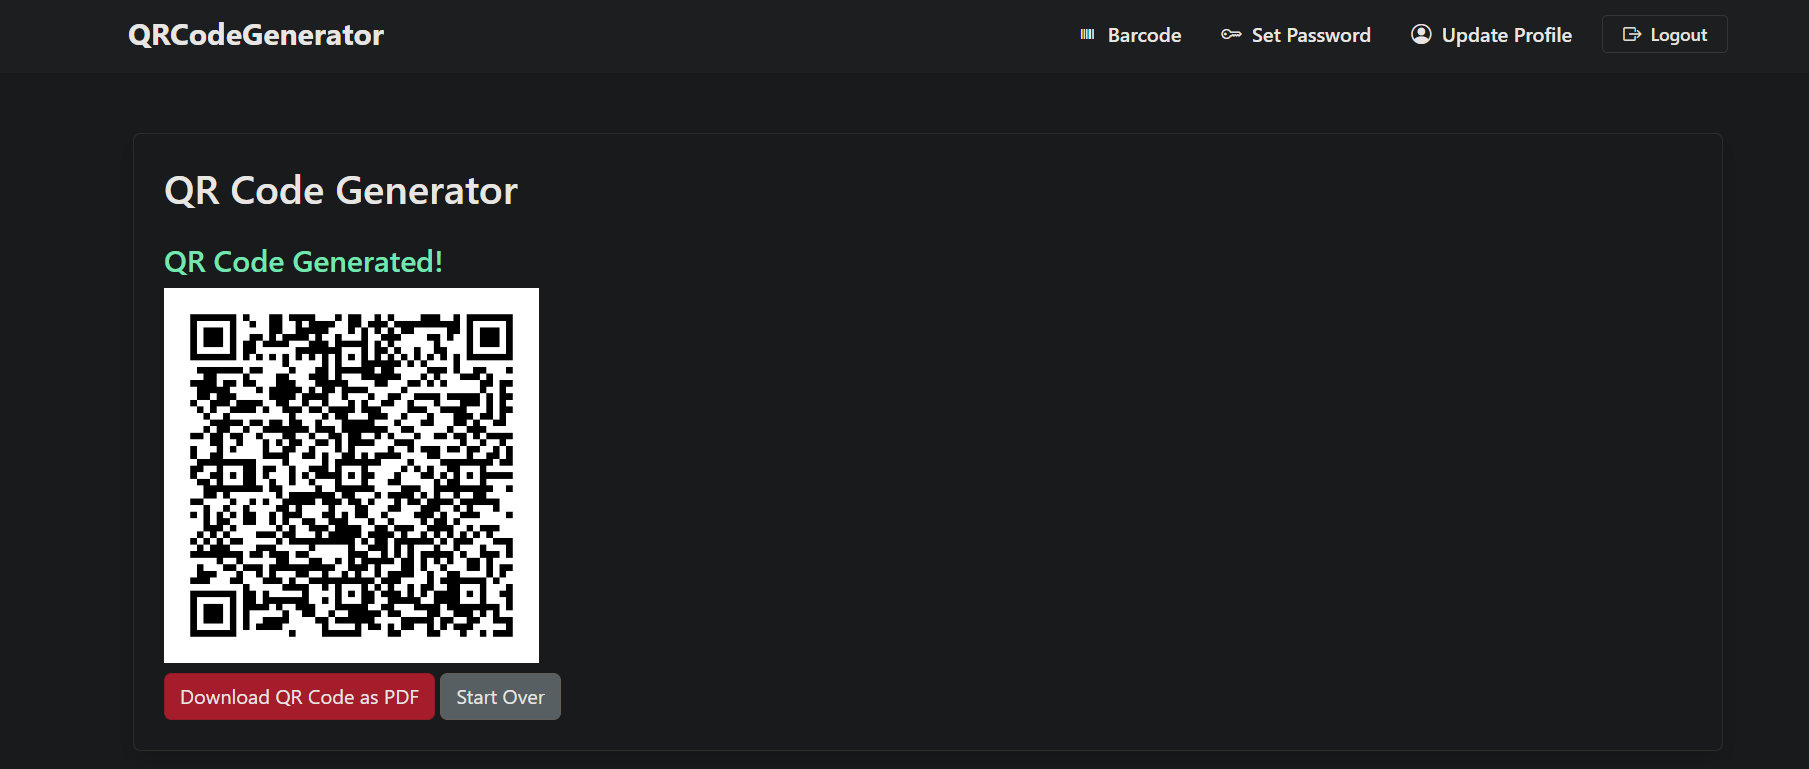 QRCodeGenerator
Barcode
Set Password
Update Profile
Logout
QR Code Generator
QR Code Generated!
Download QR Code as PDF
Start Over